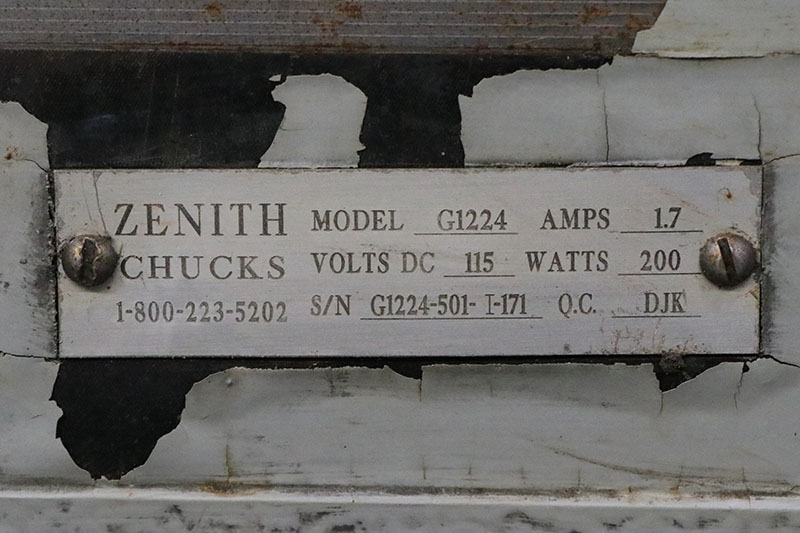 ZENITH MODEL G1224 AMPS 1.7
CHUCKS VOLTS DC 115 WATTS 200
1-800-223-5202 S/N G1224-501- I-171 Q.C. DJK